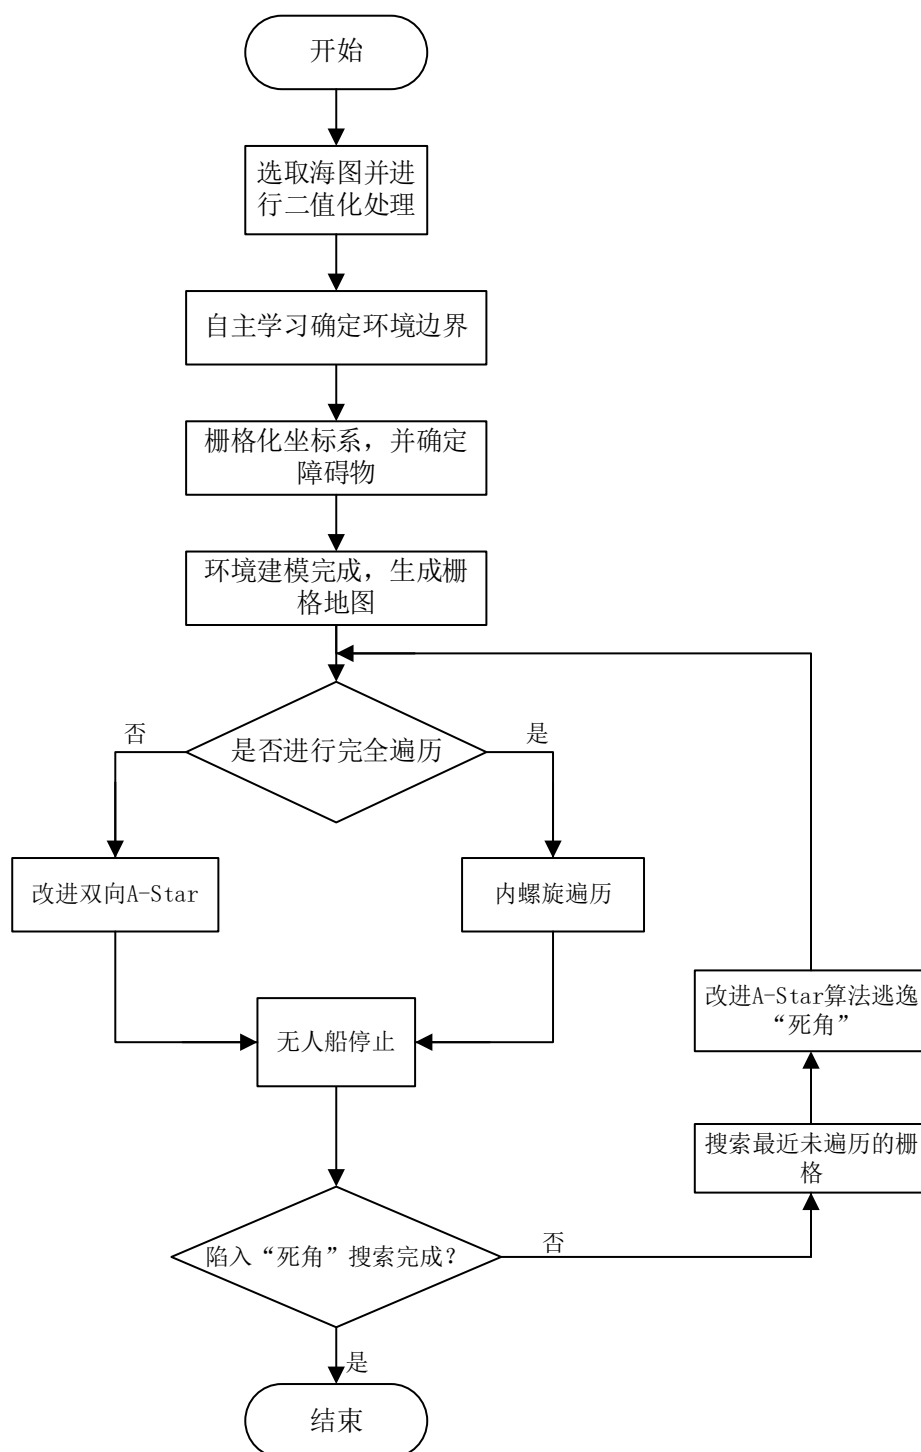 开始
选取海图并进
行二值化处理
自主学习确定环境边界
栅格化坐标系，并确定
障碍物
环境建模完成，生成栅
格地图
否
是
是否进行完全遍历
改进双向A-Star
内螺旋遍历
改进A-Star算法逃逸
“死角”
无人船停止
搜索最近未遍历的栅
格
陷入“死角”搜索完成？
否
是
结束